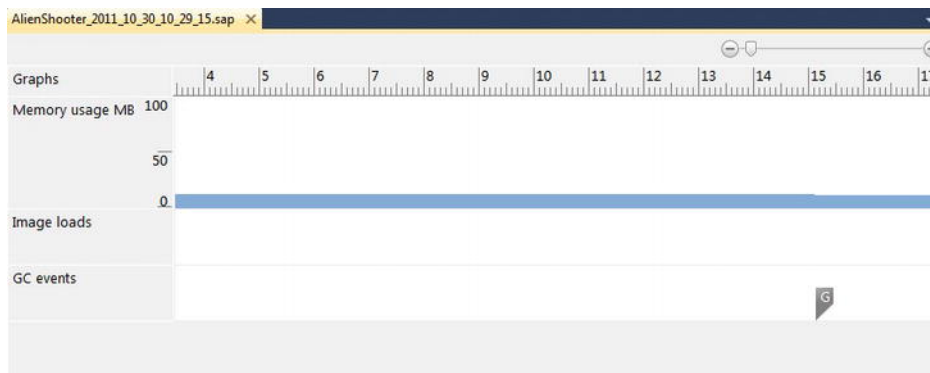 AlienShooter_2011_10_30_10_29_15.sap ×
Graphs 4 5 6 7 8 9 10 11 12 13 14 15 16
Memory usage MB 100
50
0
Image loads
GC events
G